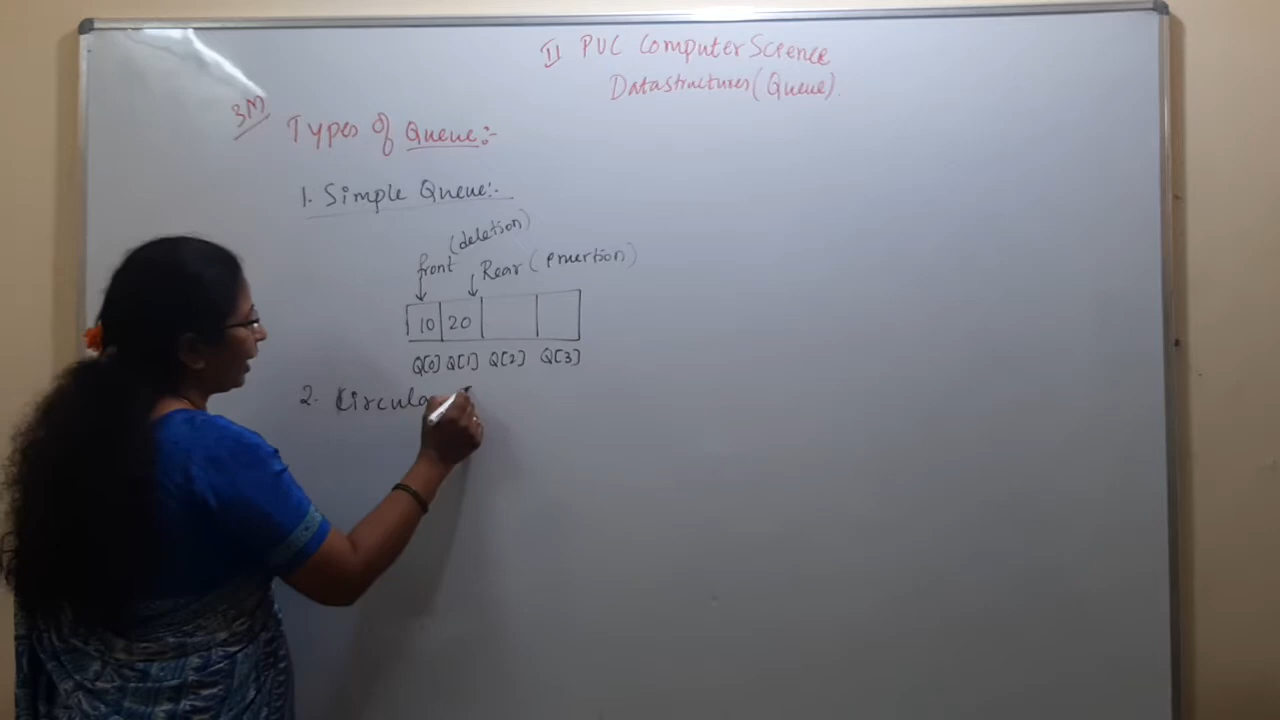 II PUC Computer Science
Datastructures (Queue).
3M
Types of Queue:-
1. Simple Queue:-
(deletion)
front
Rear (
10 20
Q[0] Q[1] Q[2] Q[3]
2. Circula